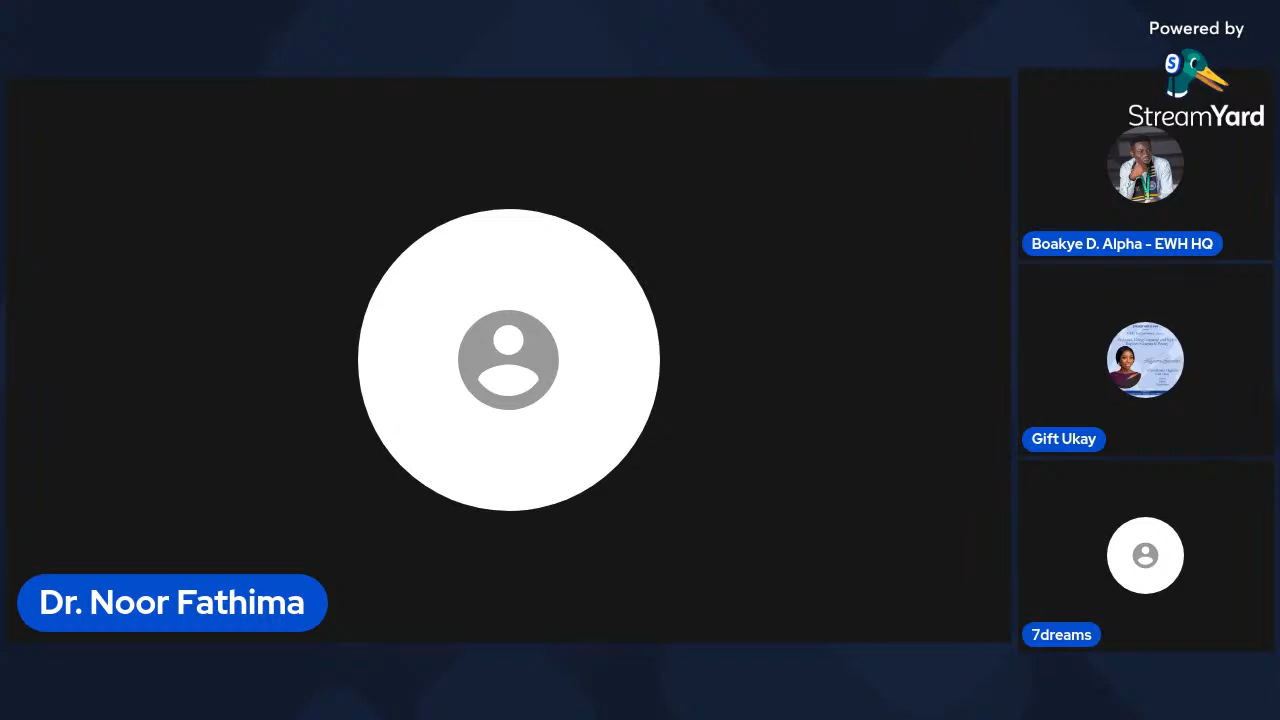 Powered by
S
StreamYard
Boakye D. Alpha - EWH HQ
Gift Ukay
7dreams
Dr. Noor Fathima